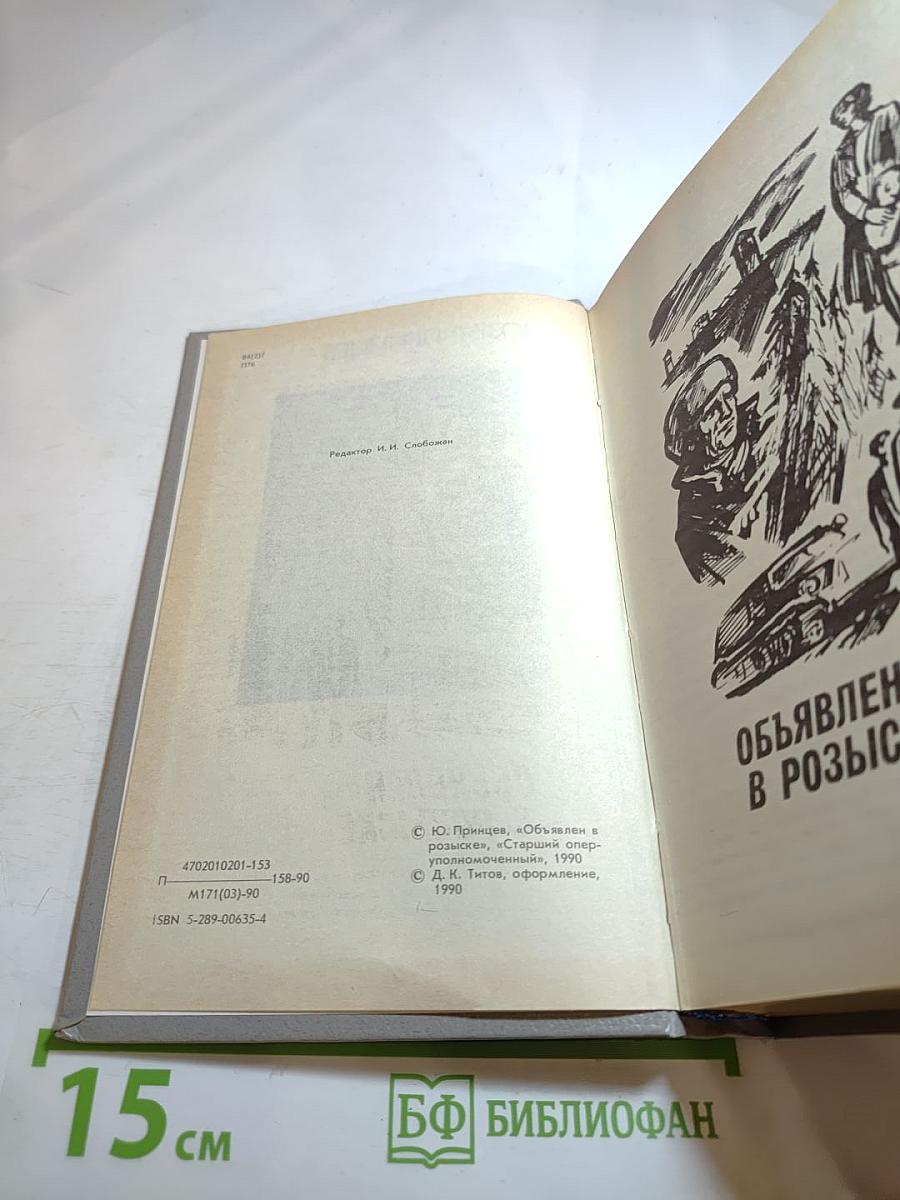 84(2)7
П76
Редактор И. И. Слобожан
4702010201-153
П 158-90
М171(03)-90
ISBN 5-289-00635-4
© Ю. Принцев, «Объявлен в
розыске», «Старший опер-
уполномоченный», 1990
© Д. К. Титов, оформление,
1990
ОБЪЯВЛЕН
В РОЗЫС
15 см
БФ БИБЛИОФАН